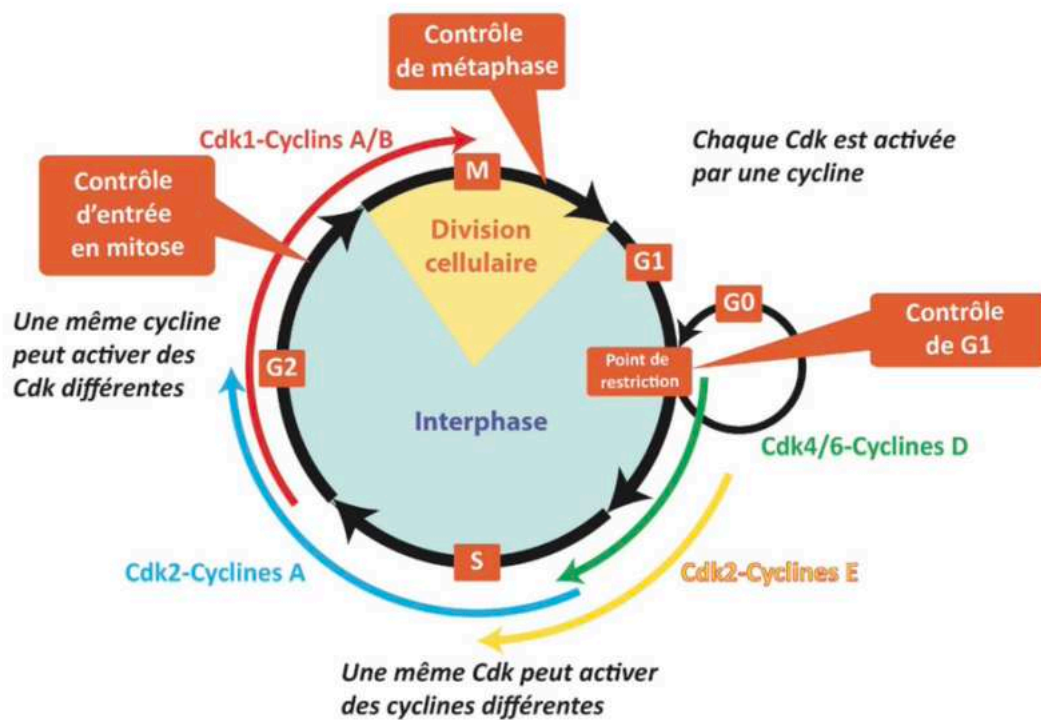 Contrôle
de métaphase
Cdk1-Cyclins A/B
Chaque Cdk est activée
par une cycline
Contrôle
d'entrée
en mitose
M
Division
cellulaire
G1
G0
Contrôle
de G1
Une même cycline
peut activer des
Cdk différentes
G2
Point de
restriction
Interphase
Cdk4/6-Cyclines D
Cdk2-Cyclines A
S
Cdk2-Cyclines E
Une même Cdk peut activer
des cyclines différentes